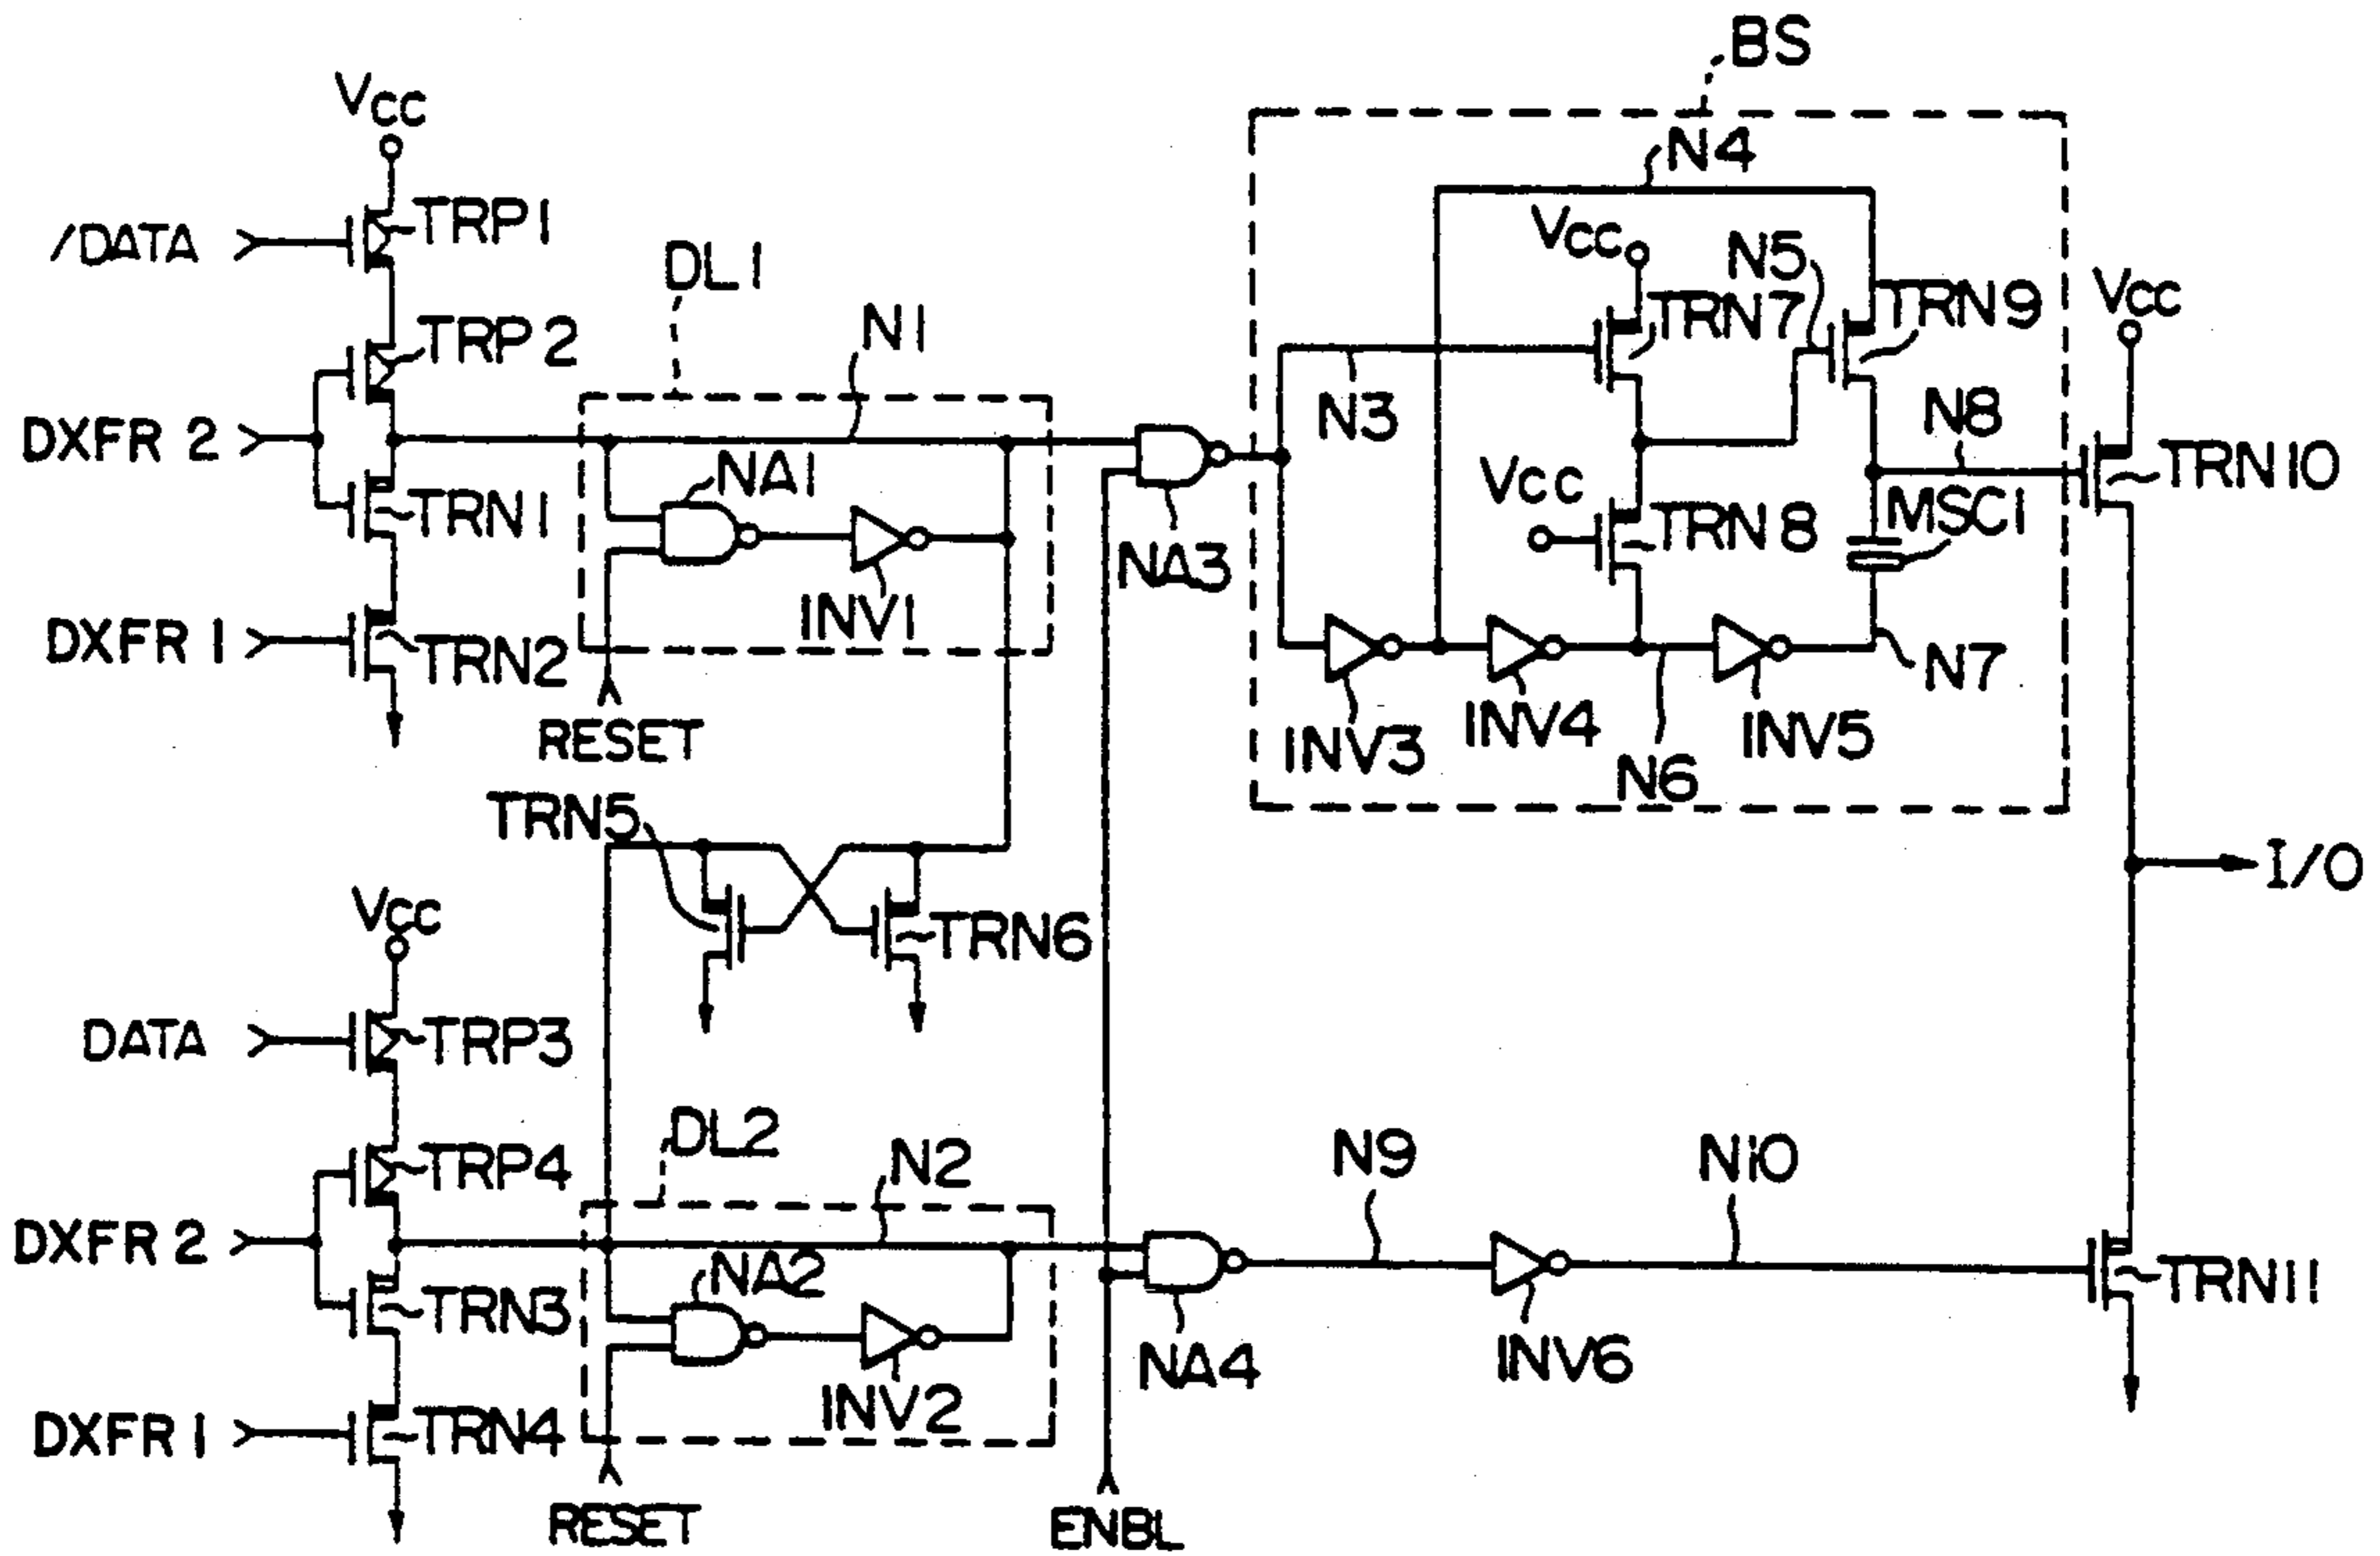 BS
VCC
N4
/DATA
TRP1
DL1
VCC
N5
TRN7
TRN9
VCC
TRP2
N1
N3
N8
DXFR 2
NA1
VCC
TRN8
MSC1
TRN10
TRN1
NA3
INV1
DXFR 1
TRN2
RESET
INV3
INV4
N6
INV5
N7
TRN5
TRN6
I/O
VCC
DATA
TRP3
DL2
N2
N9
N10
TRP4
DXFR 2
NA2
TRN3
NA4
INV6
TRN11
INV2
DXFR 1
TRN4
RESET
ENBL